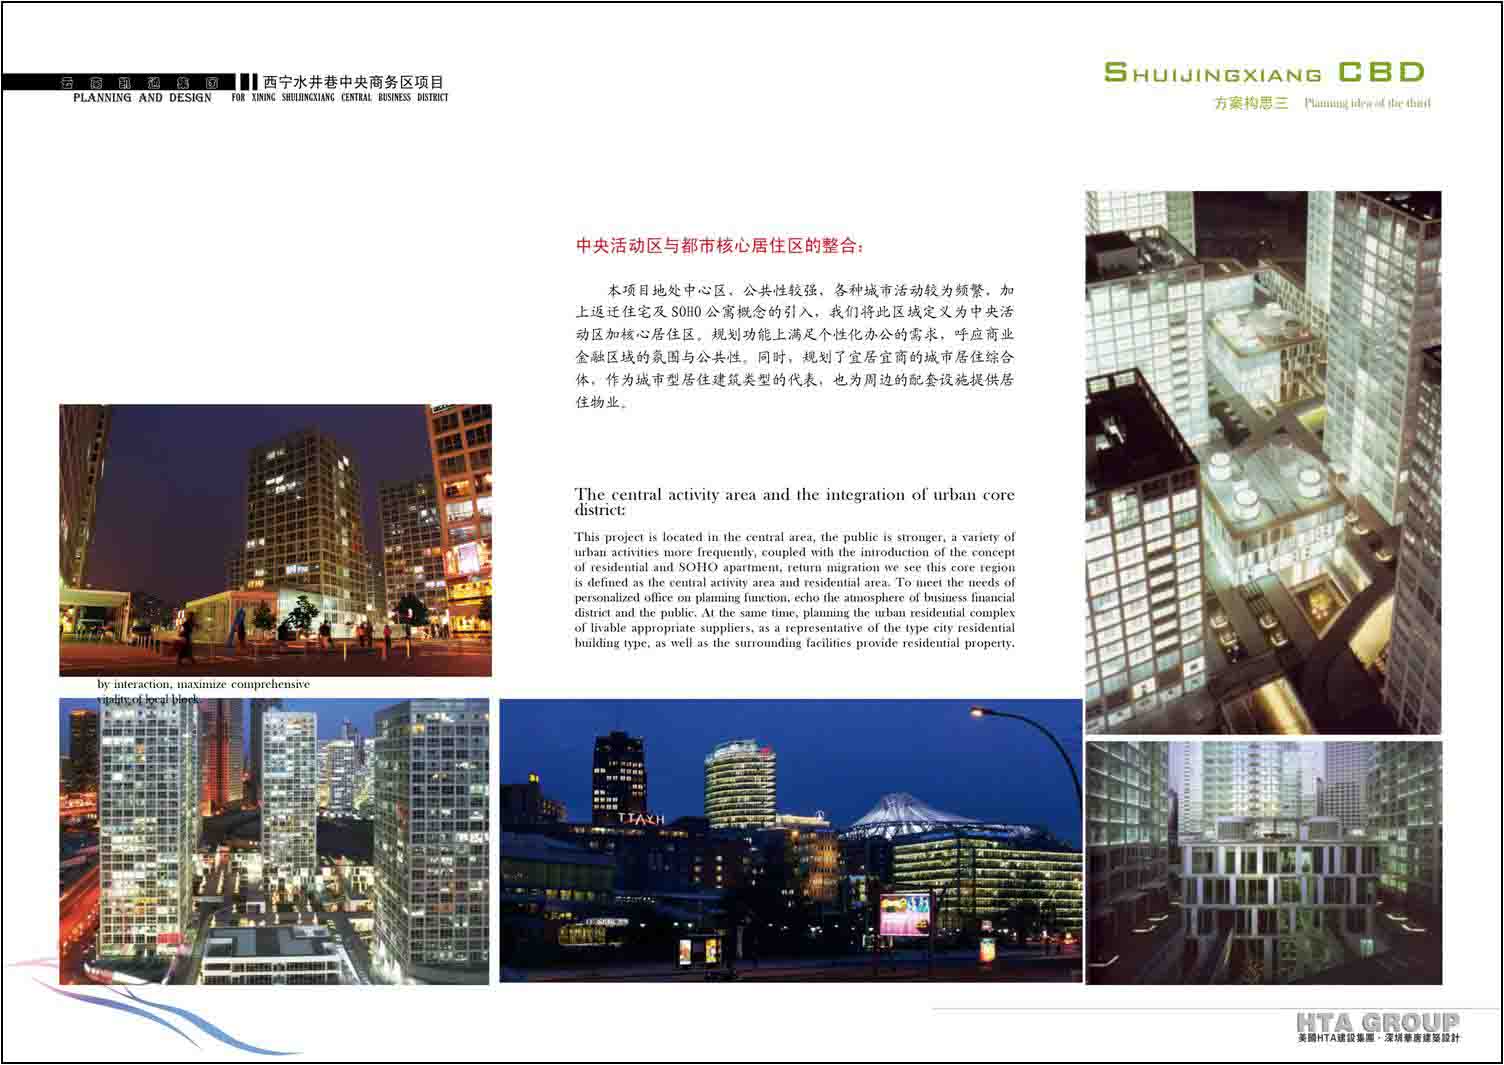 西宁水井巷中央商务区项目
PLANNING AND DESIGN FOR XINING SHUIJINGXIANG CENTRAL BUSINESS DISTRICT
SHUIJINGXIANG CBD
方案构思三 Planning idea of the third
中央活动区与都市核心居住区的整合：
本项目地处中心区，公共性较强，各种城市活动较为频繁，加
上返迁住宅及 SOHO 公寓概念的引入，我们将此区域定义为中央活
动区加核心居住区。规划功能上满足个性化办公的需求，呼应商业
金融区域的氛围与公共性。同时，规划了宜居宜商的城市居住综合
体，作为城市型居住建筑类型的代表，也为周边的配套设施提供居
住物业。
The central activity area and the integration of urban core
district:
This project is located in the central area, the public is stronger, a variety of
urban activities more frequently, coupled with the introduction of the concept
of residential and SOHO apartment, return migration we see this core region
is defined as the central activity area and residential area. To meet the needs of
personalized office on planning function, echo the atmosphere of business financial
district and the public. At the same time, planning the urban residential complex
of livable appropriate suppliers, as a representative of the type city residential
building type, as well as the surrounding facilities provide residential property.
by interaction, maximize comprehensive
vitality of local block.
HTA GROUP
美國HTA建設集團·深圳華唐建築設計